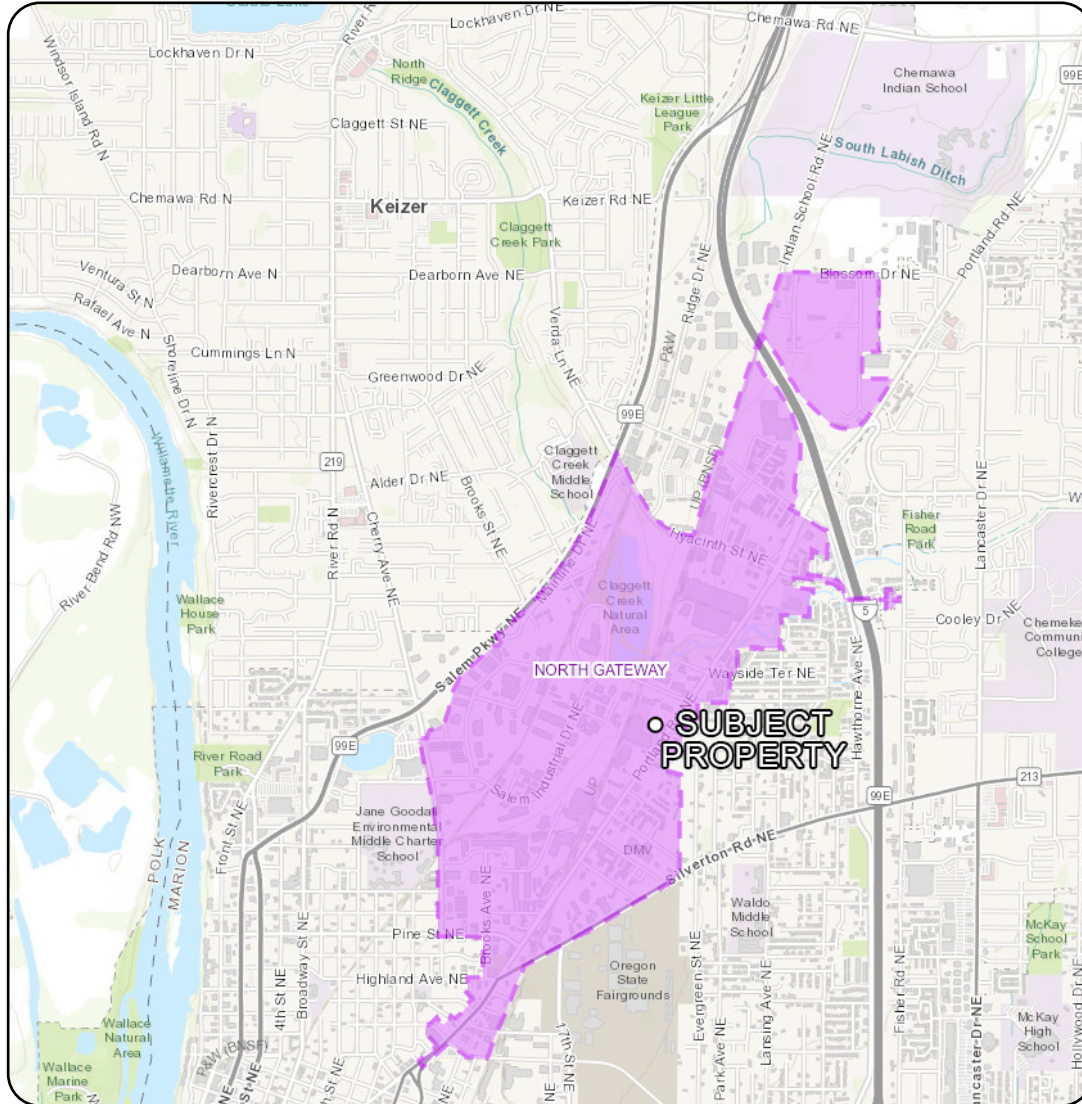 Lockhaven Dr NE
Chemawa Rd NE
Lockhaven Dr N
River R
North
Ridge
Claggett Creek
Windsor Island Rd N
Claggett St NE
Keizer Little
League
Park
Chemawa
Indian School
99E
South Labish Ditch
Chemawa Rd N
Keizer
Keizer Rd NE
Claggett
Creek Park
Indian School Rd NE
Portland Rd NE
Ventura St N
Dearborn Ave N
Dearborn Ave NE
Blossom Dr NE
Rafael Ave N
Shoreline Dr N
Cummings Ln N
Verda Ln NE
Ridge Dr NE
P&W
Greenwood Dr NE
99E
Willamette River
Rivercrest Dr N
219
Alder Dr NE
Claggett
Creek
Middle
School
UP (BNSF)
Brooks St NE
Cherry Ave NE
River Rd N
River Bend Rd NW
Mainline Dr NE
Hyacinth St NE
Fisher
Road
Park
Lancaster Dr NE
W
Wallace
House
Park
Claggett
Creek
Natural
Area
5
Cooley Dr NE
Chemeke
Commun
College
Salem Pkwy NE
NORTH GATEWAY
Wayside Ter NE
Hawthorne Ave NE
SUBJECT
PROPERTY
99E
River Road
Park
Salem Industrial Dr NE
UP
213
99E
Front St NE
Jane Goodal
Environmental
Middle Charter
School
DMV
Silverton Rd NE
POLK
MARION
Broadway St NE
4th St NE
Pine St NE
Brooks Ave NE
Highland Ave NE
Waldo
Middle
School
McKay
School
Park
Oregon
State
Fairgrounds
Evergreen St NE
Lansing Ave NE
Park Ave NE
Fisher Rd NE
Lancaster Dr NE
Hollywood Dr NE
McKay
High
School
Wallace
Natural
Area
Wallace
Marine
Park
P&W (BNSF)
17th St NE